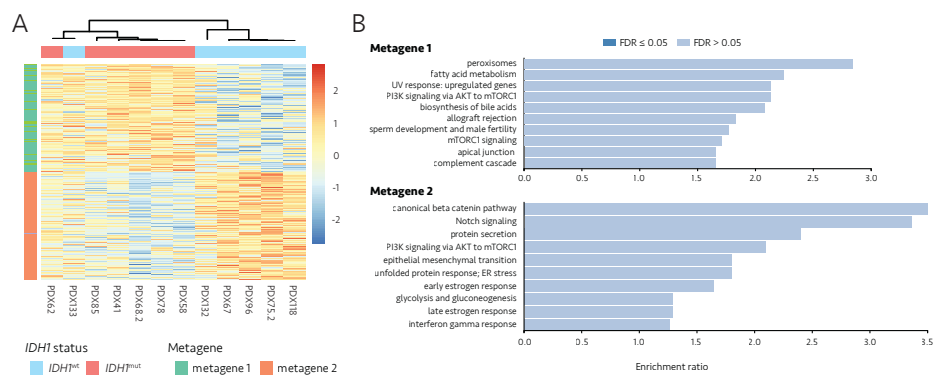 A
2
1
0
-1
-2
PDX62
PDX133
PDX85
PDX41
PDX68.2
PDX78
PDX58
PDX132
PDX67
PDX96
PDX75.2
PDX118
IDH1 status
IDH1wt
IDH1mut
Metagene
metagene 1
metagene 2
B
FDR ≤ 0.05
FDR > 0.05
Metagene 1
peroxisomes
fatty acid metabolism
UV response: upregulated genes
PI3K signaling via AKT to mTORC1
biosynthesis of bile acids
allograft rejection
sperm development and male fertility
mTORC1 signaling
apical junction
complement cascade
0.0 0.5 1.0 1.5 2.0 2.5 3.0
Metagene 2
canonical beta catenin pathway
Notch signaling
protein secretion
PI3K signaling via AKT to mTORC1
epithelial mesenchymal transition
unfolded protein response; ER stress
early estrogen response
glycolysis and gluconeogenesis
late estrogen response
interferon gamma response
0.0 0.5 1.0 1.5 2.0 2.5 3.0 3.5
Enrichment ratio